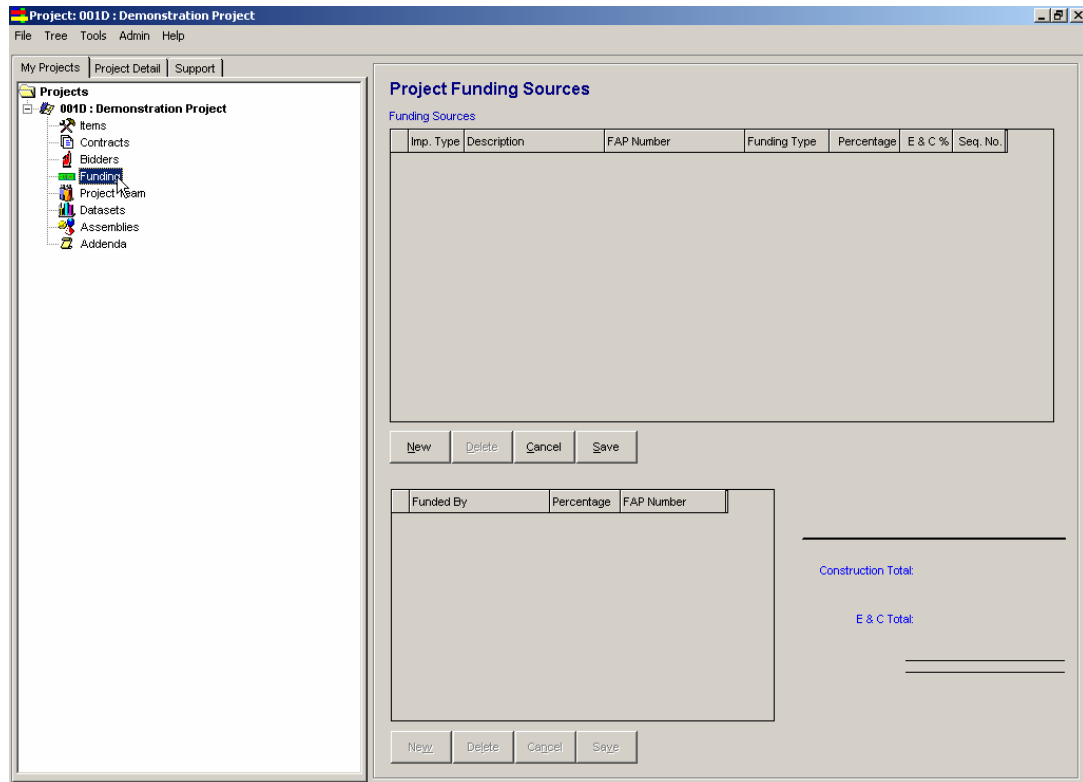 Project: 001D : Demonstration Project
File Tree Tools Admin Help
My Projects Project Detail Support
Projects
001D : Demonstration Project
Items
Contracts
Bidders
Funding
Project Team
Datasets
Assemblies
Addenda
Project Funding Sources
Funding Sources
Imp. Type Description FAP Number Funding Type Percentage E & C % Seq. No.
New Delete Cancel Save
Funded By Percentage FAP Number
Construction Total:
E & C Total:
New Delete Cancel Save